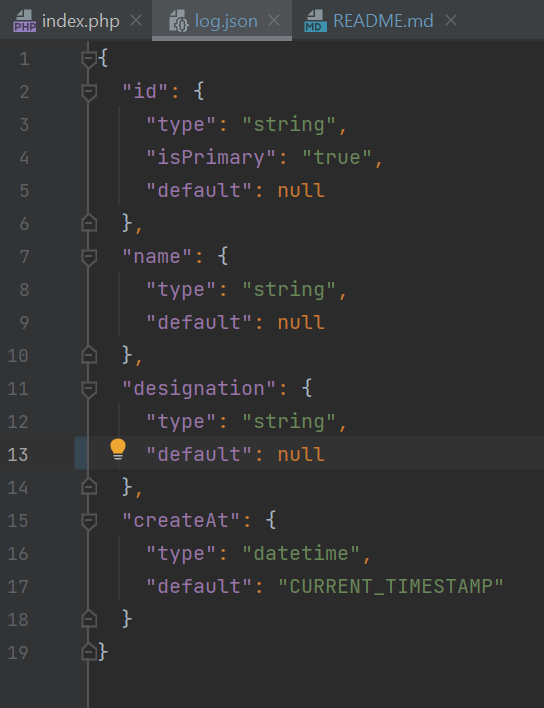 index.php log.json README.md
1 {
2 "id": {
3 "type": "string",
4 "isPrimary": "true",
5 "default": null
6 },
7 "name": {
8 "type": "string",
9 "default": null
10 },
11 "designation": {
12 "type": "string",
13 "default": null
14 },
15 "createAt": {
16 "type": "datetime",
17 "default": "CURRENT_TIMESTAMP"
18 }
19 }